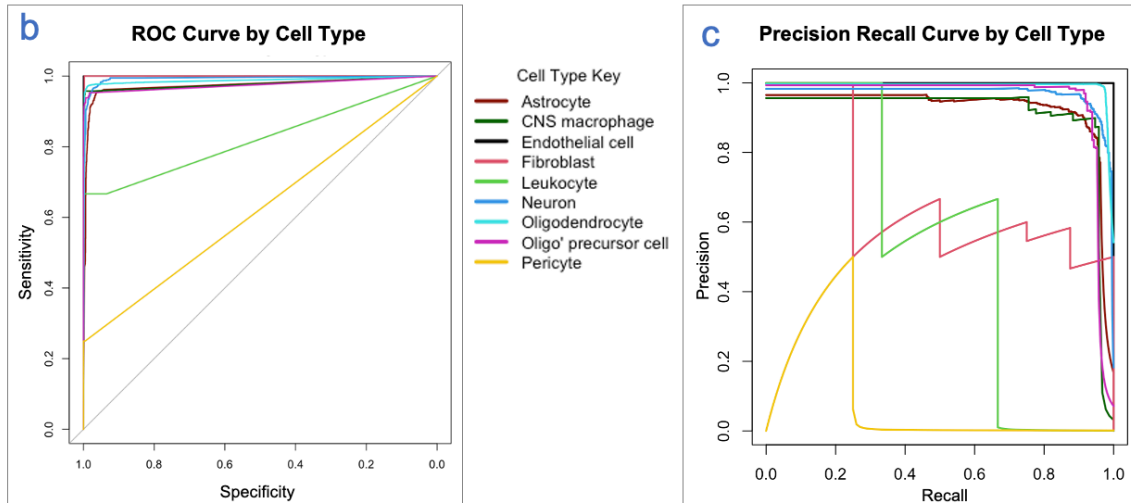 b
ROC Curve by Cell Type
Sensitivity
1.0
0.8
0.6
0.4
0.2
0.0
1.0 0.8 0.6 0.4 0.2 0.0
Specificity
Cell Type Key
Astrocyte
CNS macrophage
Endothelial cell
Fibroblast
Leukocyte
Neuron
Oligodendrocyte
Oligo' precursor cell
Pericyte
c
Precision Recall Curve by Cell Type
Precision
1.0
0.8
0.6
0.4
0.2
0.0
0.0 0.2 0.4 0.6 0.8 1.0
Recall